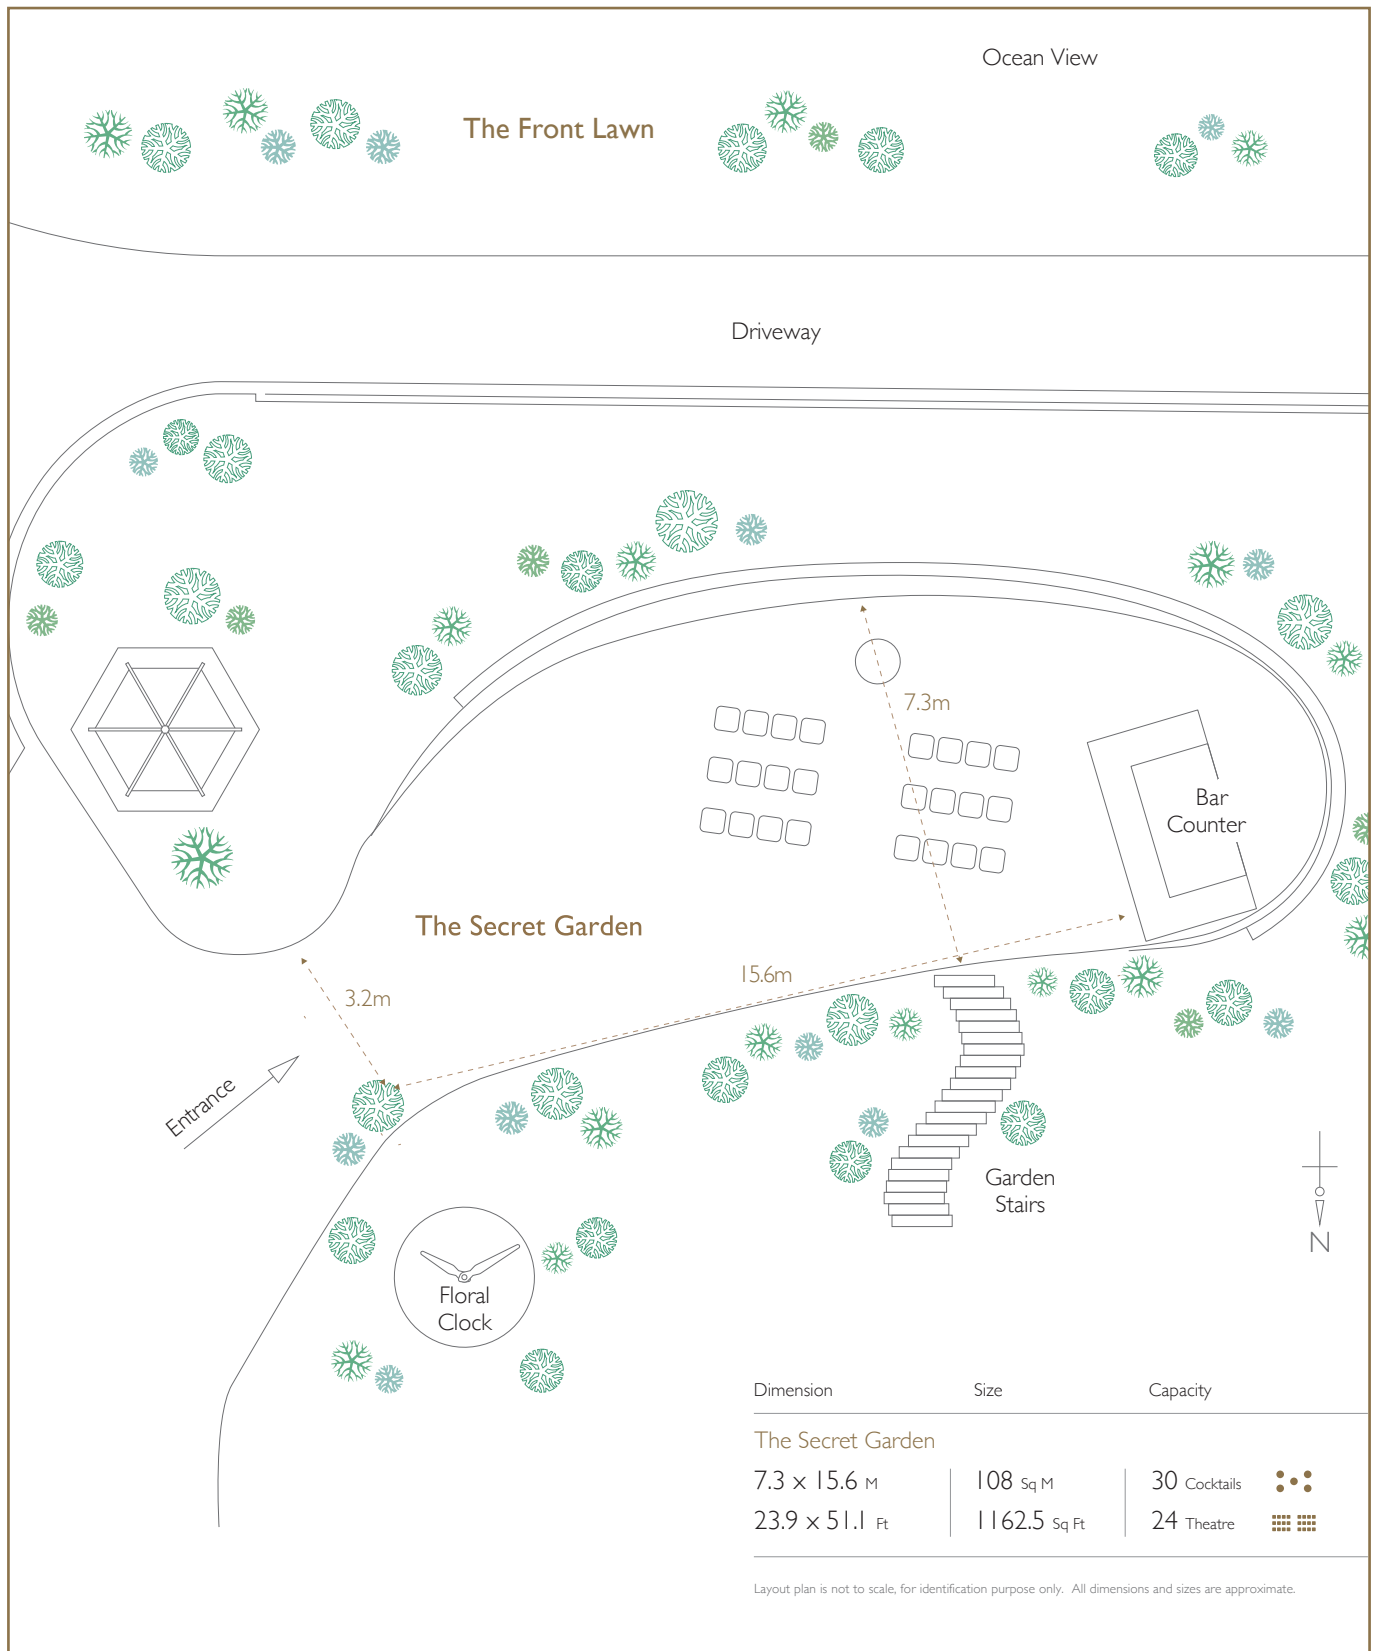 Ocean View
The Front Lawn
Driveway
7.3m
Bar
Counter
The Secret Garden
15.6m
3.2m
Entrance
Garden
Stairs
N
Floral
Clock
Dimension Size Capacity
The Secret Garden
7.3 x 15.6 M 108 Sq M 30 Cocktails
23.9 x 51.1 Ft 1162.5 Sq Ft 24 Theatre
Layout plan is not to scale, for identification purpose only. All dimensions and sizes are approximate.